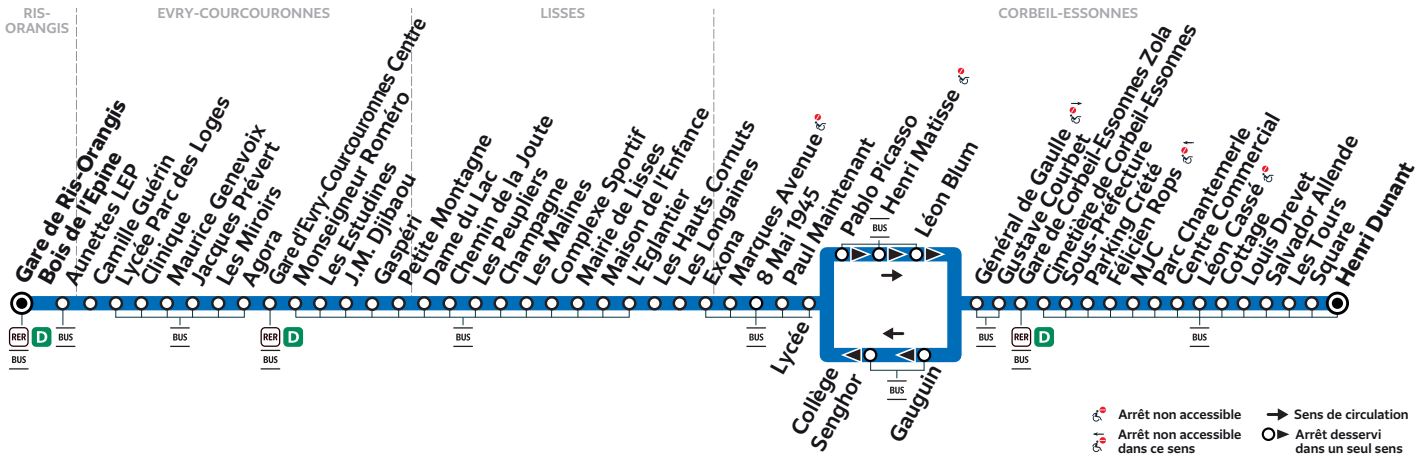 RIS-
ORANGIS
EVRY-COURCOURONNES
LISSES
CORBEIL-ESSONNES
Gare de Ris-Orangis
Bois de l'Epine
Aunettes LEP
Camille Guérin
Lycée Parc des Loges
Clinique
Maurice Genevoix
Jacques Prévert
Les Miroirs
Agora
Gare d'Evry-Courcouronnes Centre
Monseigneur Roméro
Les Estudines
J.M. Djibaou
Gaspéri
Petite Montagne
Dame du Lac
Chemin de la Joute
Les Peupliers
Champagne
Les Malines
Complexe Sportif
Mairie de Lisses
Maison de l'Enfance
L'Eglantier
Les Hauts Cornuts
Les Longaines
Exona
Marques Avenue
8 Mai 1945
Paul Maintenant
Lycée
Pablo Picasso
Henri Matisse
Léon Blum
Collège
Senghor
Gauguin
Général de Gaulle
Gustave Courbet
Gare de Corbeil-Essonnes Zola
Cimetière de Corbeil-Essonnes
Sous-Préfecture
Parking Crété
Félicien Rops
MJC
Parc Chantemerle
Centre Commercial
Léon Cassé
Cottage
Louis Drevet
Salvador Allende
Les Tours
Square
Henri Dunant
RER D
BUS
BUS
BUS
RER D
BUS
BUS
BUS
BUS
BUS
BUS
RER D
BUS
BUS
Arrêt non accessible
Arrêt non accessible
dans ce sens
Sens de circulation
Arrêt desservi
dans un seul sens